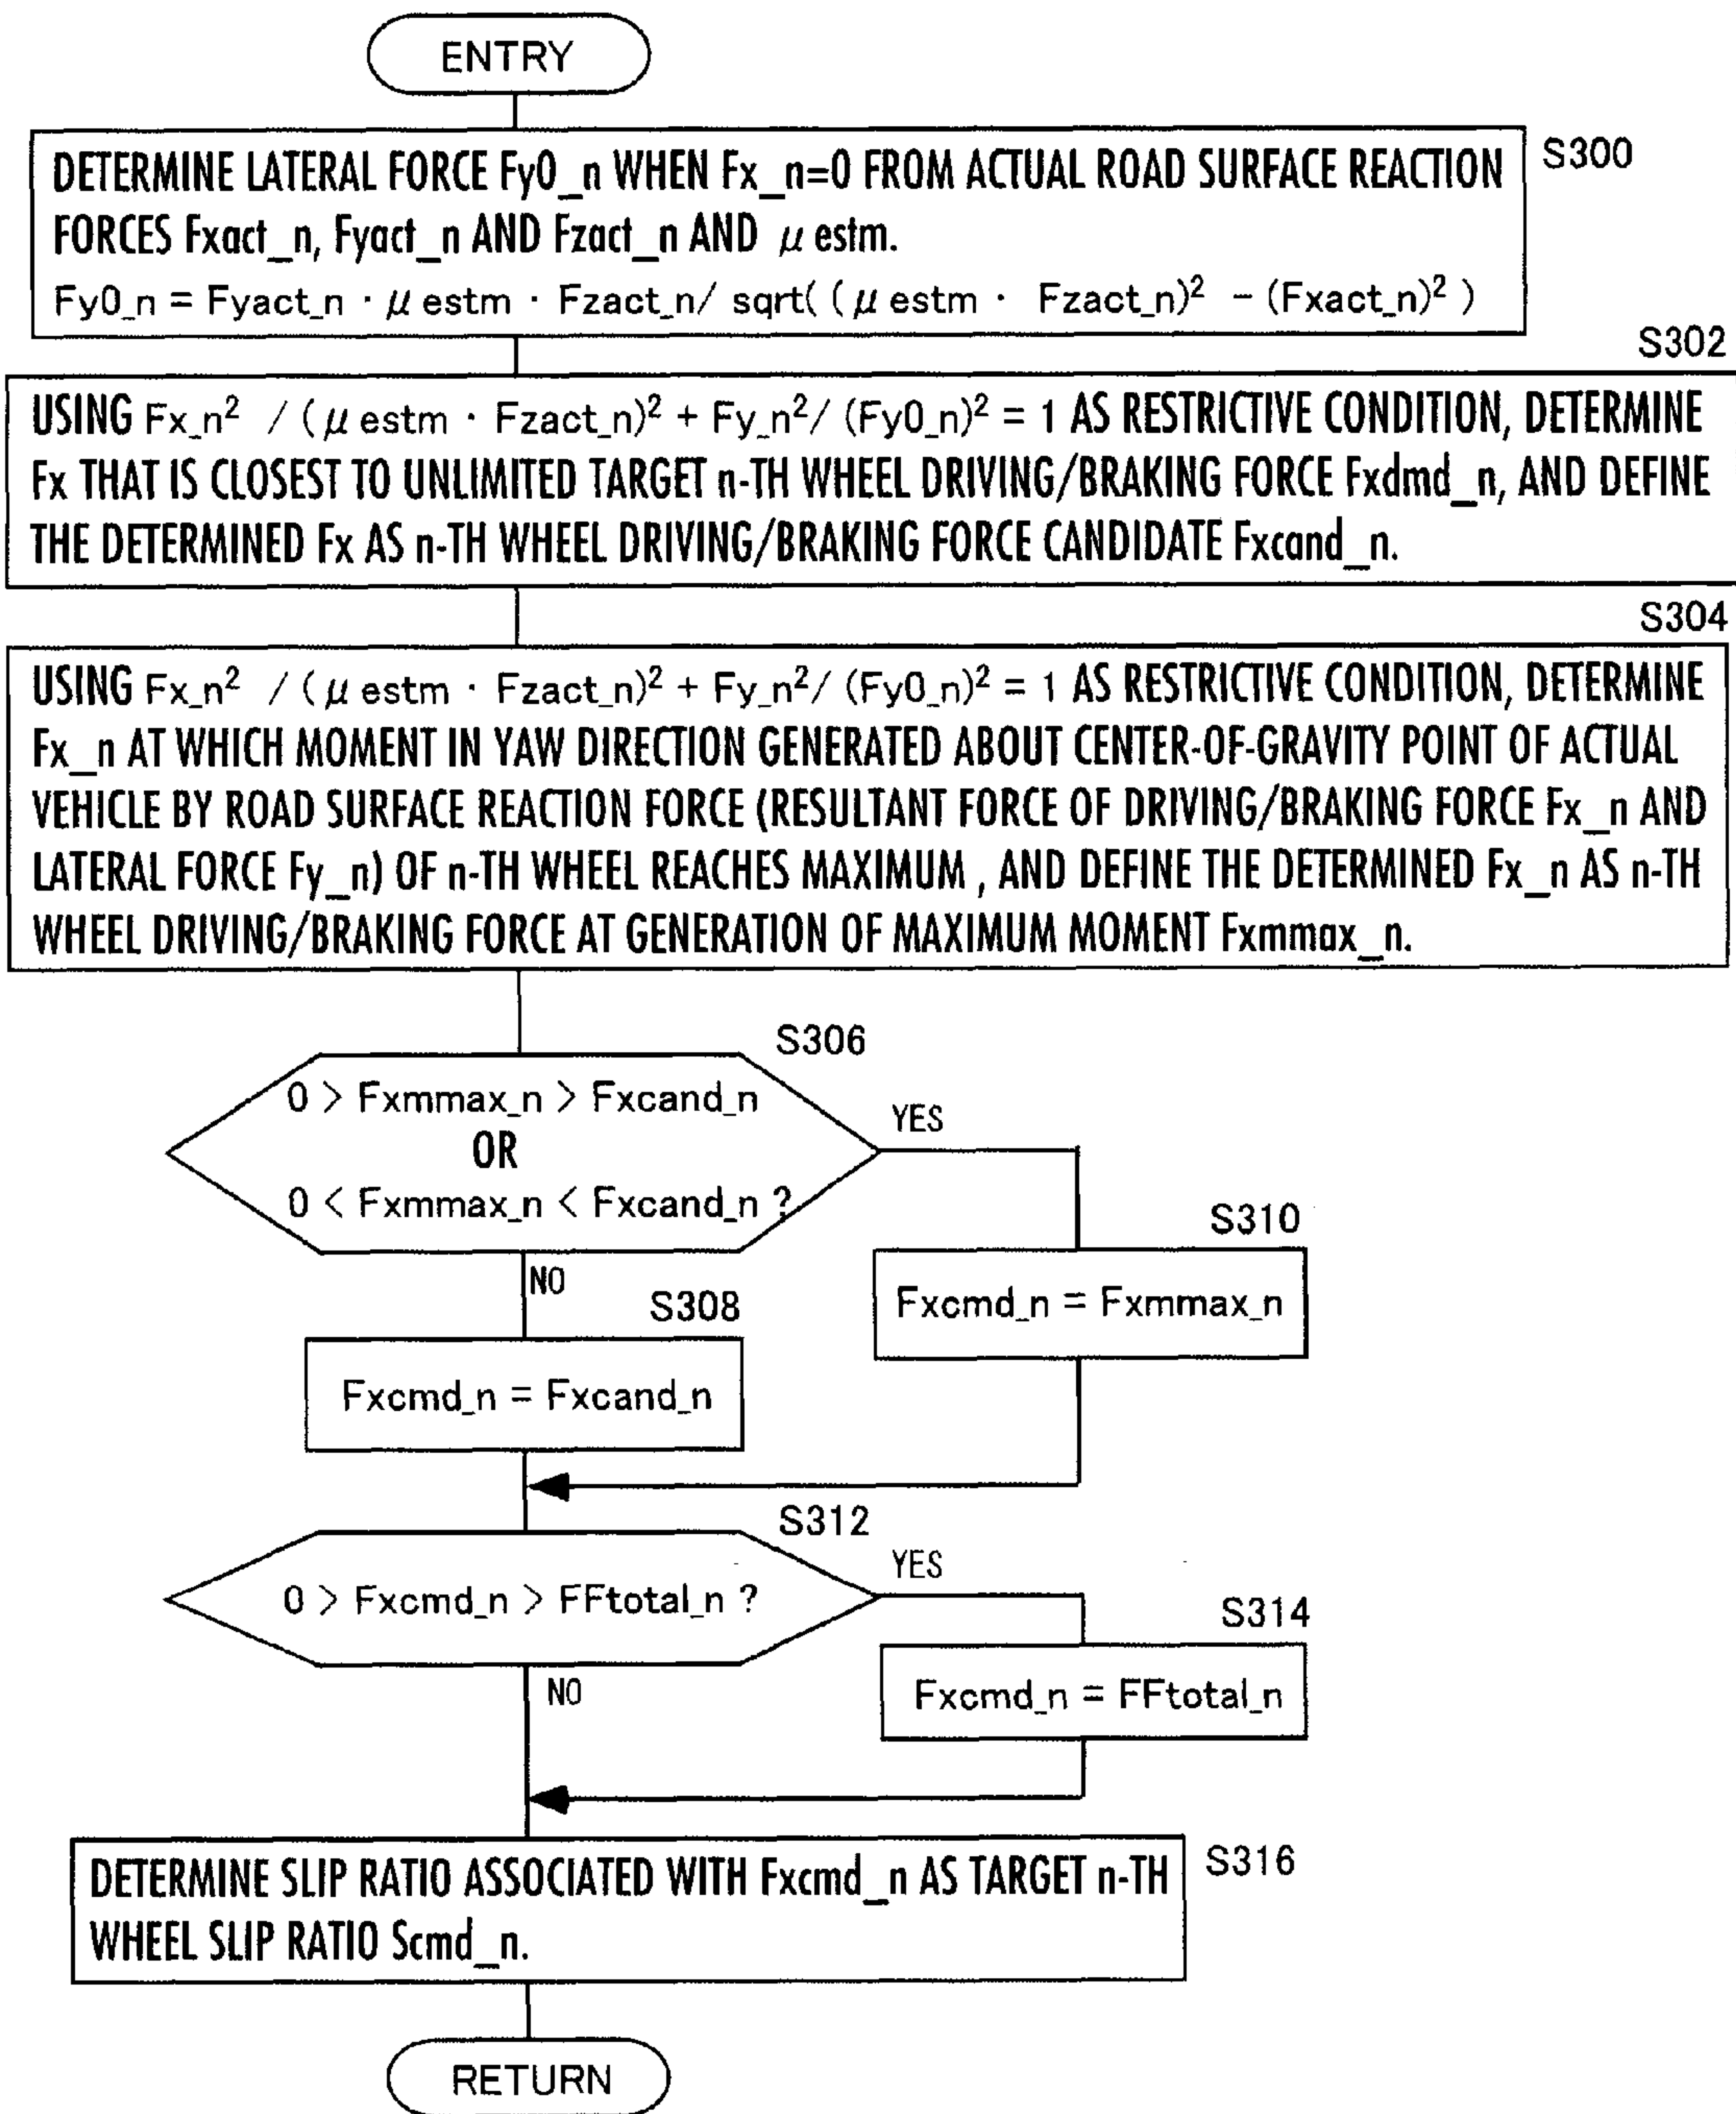 ENTRY
DETERMINE LATERAL FORCE Fy0_n WHEN Fx_n=0 FROM ACTUAL ROAD SURFACE REACTION
FORCES Fxact_n, Fyact_n AND Fzact_n AND μ estm.
Fy0_n = Fyact_n · μ estm · Fzact_n/ sqrt( ( μ estm · Fzact_n)² - (Fxact_n)² )
S300
S302
USING Fx_n² / ( μ estm · Fzact_n)² + Fy_n²/ (Fy0_n)² = 1 AS RESTRICTIVE CONDITION, DETERMINE
Fx THAT IS CLOSEST TO UNLIMITED TARGET n-TH WHEEL DRIVING/BRAKING FORCE Fxdmd_n, AND DEFINE
THE DETERMINED Fx AS n-TH WHEEL DRIVING/BRAKING FORCE CANDIDATE Fxcand_n.
S304
USING Fx_n² / ( μ estm · Fzact_n)² + Fy_n²/ (Fy0_n)² = 1 AS RESTRICTIVE CONDITION, DETERMINE
Fx_n AT WHICH MOMENT IN YAW DIRECTION GENERATED ABOUT CENTER-OF-GRAVITY POINT OF ACTUAL
VEHICLE BY ROAD SURFACE REACTION FORCE (RESULTANT FORCE OF DRIVING/BRAKING FORCE Fx_n AND
LATERAL FORCE Fy_n) OF n-TH WHEEL REACHES MAXIMUM , AND DEFINE THE DETERMINED Fx_n AS n-TH
WHEEL DRIVING/BRAKING FORCE AT GENERATION OF MAXIMUM MOMENT Fxmmax_n.
S306
0 > Fxmmax_n > Fxcand_n
OR
0 < Fxmmax_n < Fxcand_n ?
YES
NO
S310
Fxcmd_n = Fxmmax_n
S308
Fxcmd_n = Fxcand_n
S312
0 > Fxcmd_n > FFtotal_n ?
YES
NO
S314
Fxcmd_n = FFtotal_n
DETERMINE SLIP RATIO ASSOCIATED WITH Fxcmd_n AS TARGET n-TH
WHEEL SLIP RATIO Scmd_n.
S316
RETURN